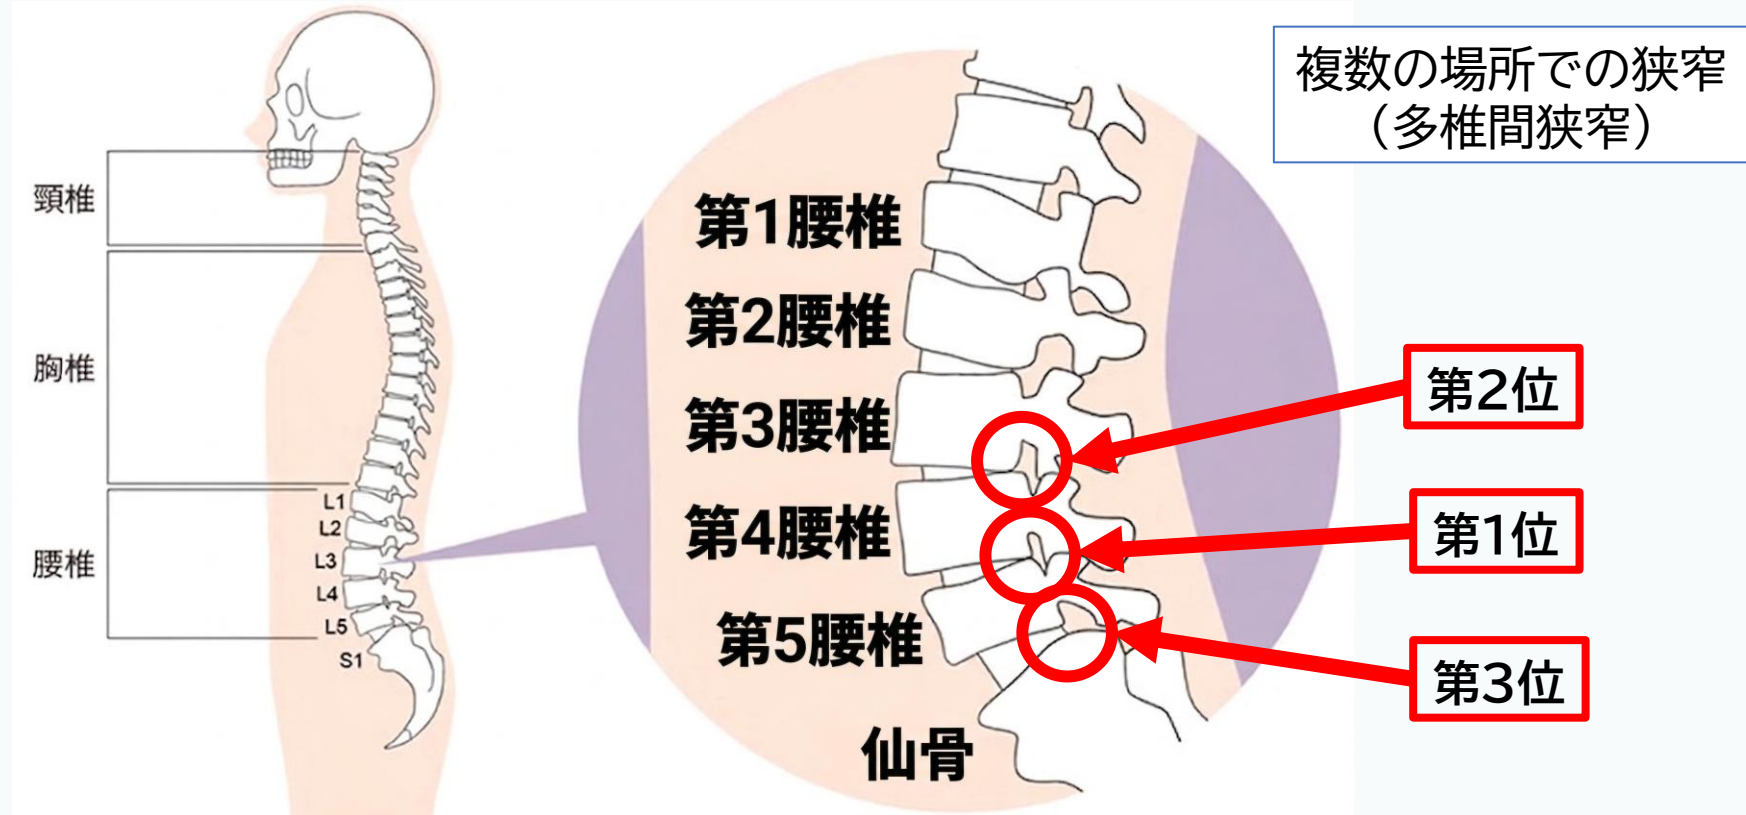 複数の場所での狭窄
（多椎間狭窄）
頸椎
胸椎
腰椎
L1
L2
L3
L4
L5
S1
第1腰椎
第2腰椎
第3腰椎
第4腰椎
第5腰椎
仙骨
第2位
第1位
第3位